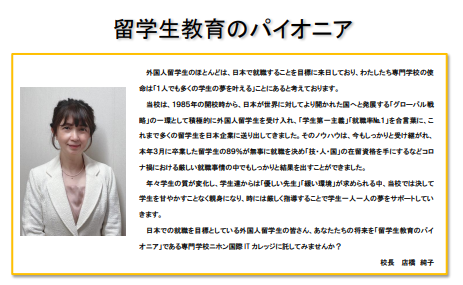 留学生教育のパイオニア
外国人留学生のほとんどは、日本で就職することを目標に来日しており、わたしたち専門学校の使
命は「1人でも多くの学生の夢を叶える」ことにあると考えております。
当校は、1985年の開校時から、日本が世界に対してより開かれた国へと発展する「グローバル戦
略」の一環として積極的に外国人留学生を受け入れ、「学生第一主義」「就職率№1」を合言葉に、こ
れまで多くの留学生を日本企業に送り出してきました。そのノウハウは、今もしっかりと受け継がれ、
本年3月に卒業した留学生の89％が無事に就職を決め「技・人・国」の在留資格を手にするなどコロ
ナ禍における厳しい就職事情の中でもしっかりと結果を出すことができました。
年々学生の質が変化し、学生達からは「優しい先生」「緩い環境」が求められる中、当校では決して
学生を甘やかすことなく親身になり、時には厳しく指導することで学生一人一人の夢をサポートしてい
きます。
日本での就職を目標としている外国人留学生の皆さん、あなたたちの将来を「留学生教育のパイ
オニア」である専門学校ニホン国際ITカレッジに託してみませんか？
校長　店橋　純子